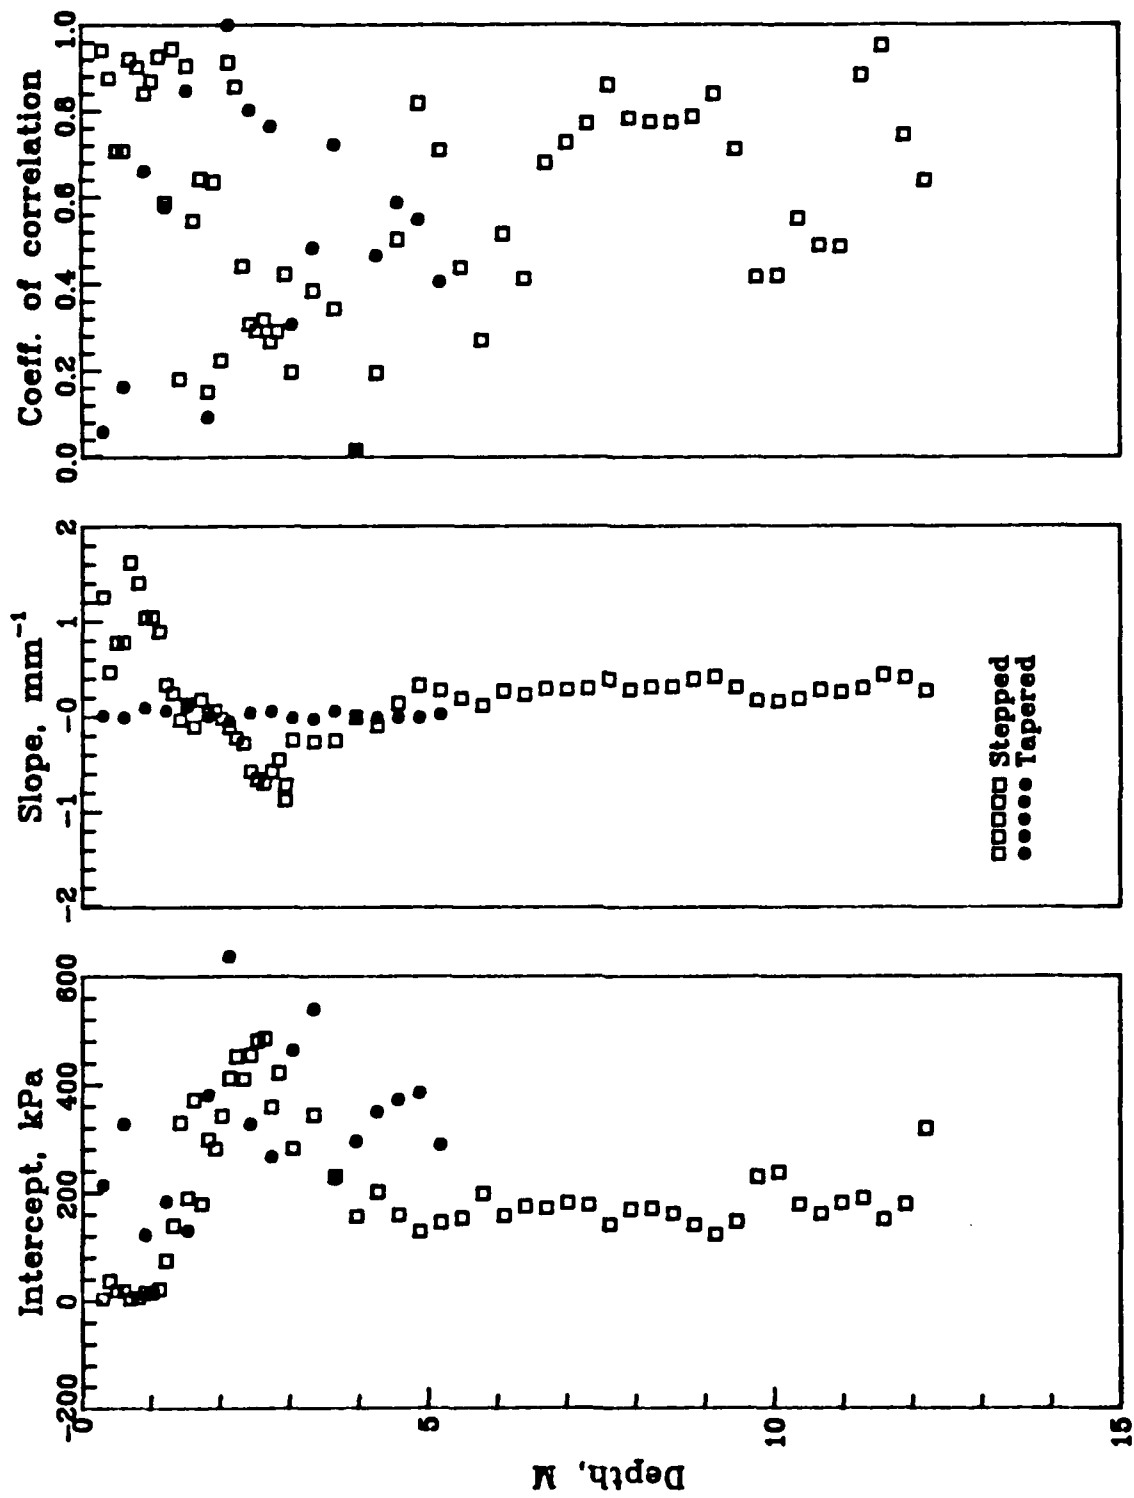 Intercept, kPa
-200 0 200 400 600
Slope, mm⁻¹
-2 -1 -0 1 2
Coeff. of correlation
0.0 0.2 0.4 0.6 0.8 1.0
Depth, M
-0
5
10
15
Stepped
Tapered